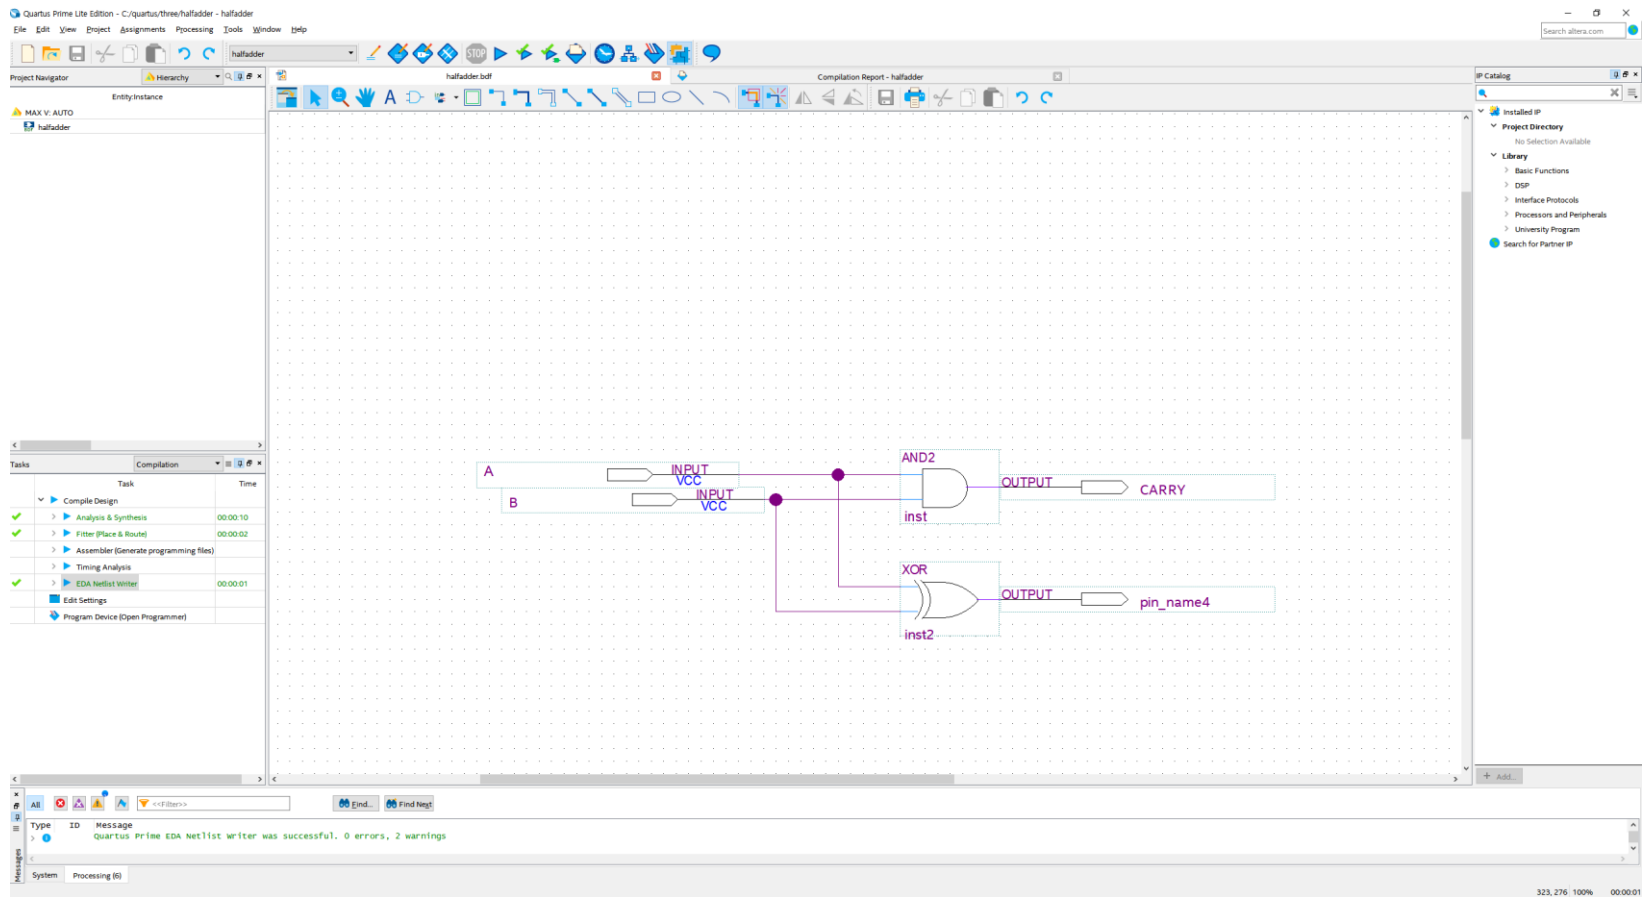 Quartus Prime Lite Edition - C:/quartus/three/halfadder - halfadder
File Edit View Project Assignments Processing Tools Window Help
Search altera.com
halfadder
STOP
Project Navigator
Hierarchy
halfadder.bdf
Compilation Report - halfadder
IP Catalog
Entity:Instance
MAX V: AUTO
halfadder
Installed IP
Project Directory
No Selection Available
Library
Basic Functions
DSP
Interface Protocols
Processors and Peripherals
University Program
Search for Partner IP
Tasks
Compilation
Task Time
Compile Design
Analysis & Synthesis 00:00:10
Fitter (Place & Route) 00:00:02
Assembler (Generate programming files)
Timing Analysis
EDA Netlist Writer 00:00:01
Edit Settings
Program Device (Open Programmer)
A
INPUT
VCC
B
INPUT
VCC
AND2
inst
OUTPUT
CARRY
XOR
inst2
OUTPUT
pin_name4
+ Add...
All
<<Filter>>
Find...
Find Next
Type ID Message
Quartus Prime EDA Netlist Writer was successful. 0 errors, 2 warnings
Messages
System
Processing (6)
323, 276 100% 00:00:01